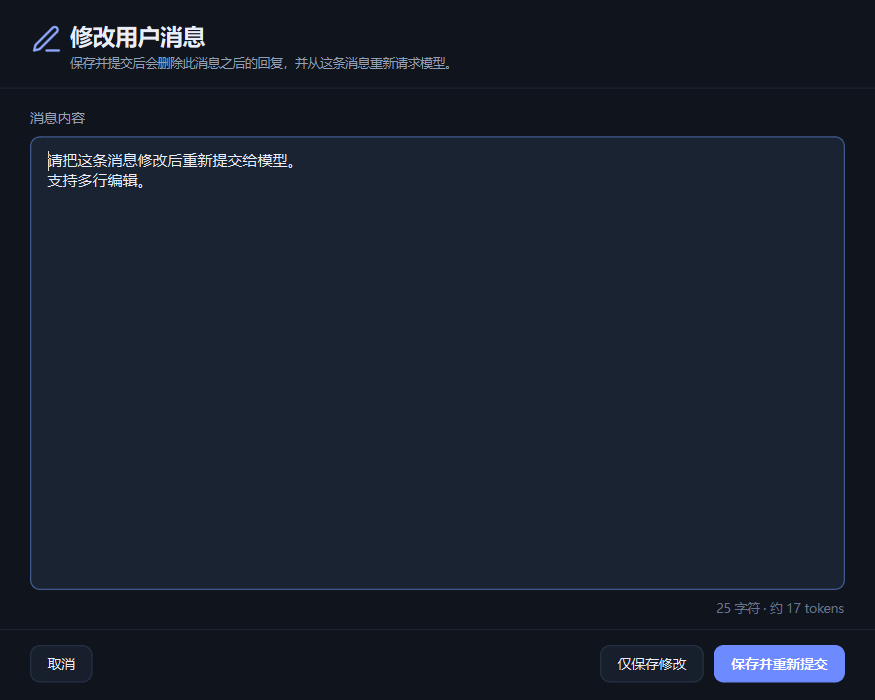 修改用户消息
保存并提交后会删除此消息之后的回复，并从这条消息重新请求模型。
消息内容
请把这条消息修改后重新提交给模型。
支持多行编辑。
25 字符 · 约 17 tokens
取消
仅保存修改
保存并重新提交